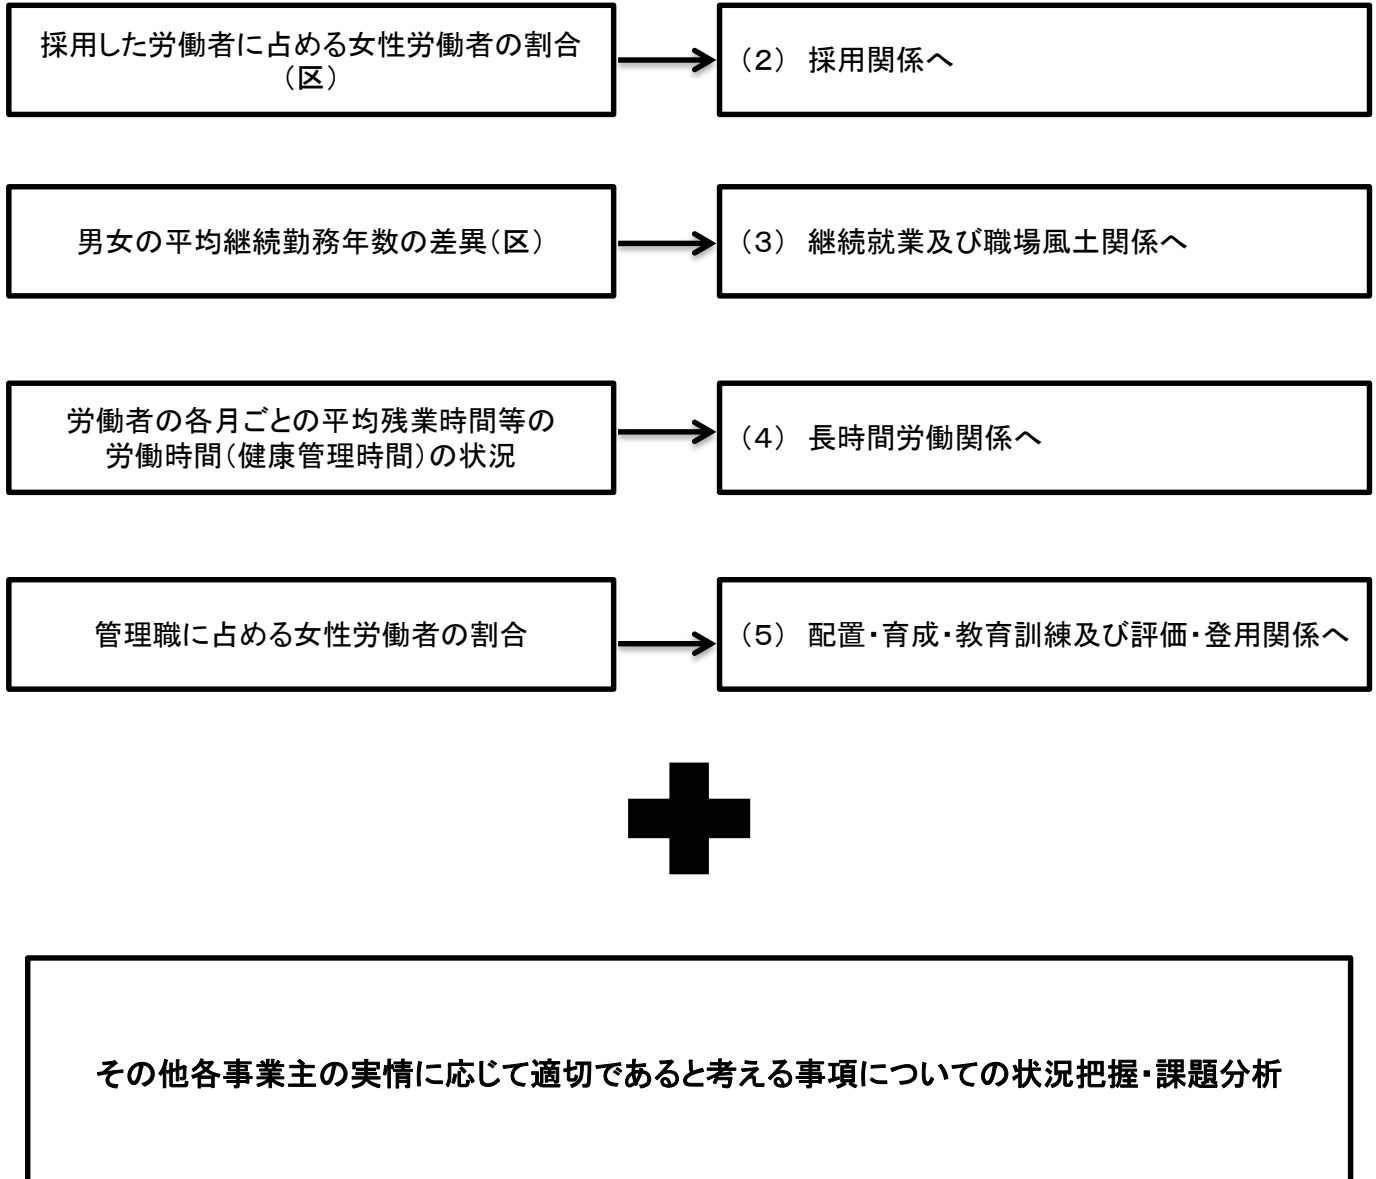 採用した労働者に占める女性労働者の割合
（区）
（２） 採用関係へ
男女の平均継続勤務年数の差異（区）
（３） 継続就業及び職場風土関係へ
労働者の各月ごとの平均残業時間等の
労働時間（健康管理時間）の状況
（４） 長時間労働関係へ
管理職に占める女性労働者の割合
（５） 配置・育成・教育訓練及び評価・登用関係へ
その他各事業主の実情に応じて適切であると考える事項についての状況把握・課題分析